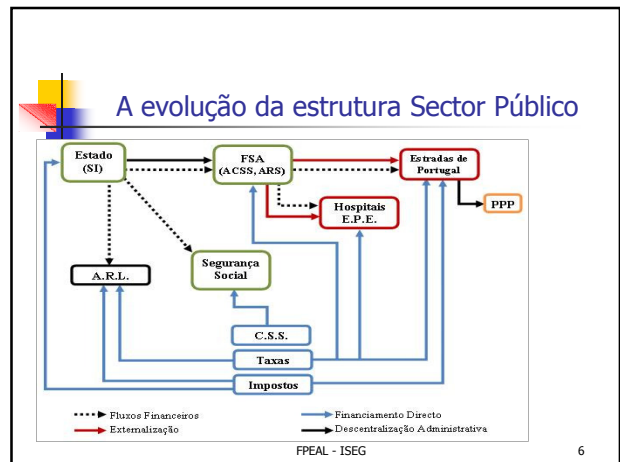 A evolução da estrutura Sector Público
Estado
(SI)
FSA
(ACSS, ARS)
Estradas de
Portugal
Hospitais
E.P.E.
PPP
A.R.L.
Segurança
Social
C.S.S.
Taxas
Impostos
Fluxos Financeiros
Financiamento Directo
Externalização
Descentralização Administrativa
FPEAL - ISEG
6